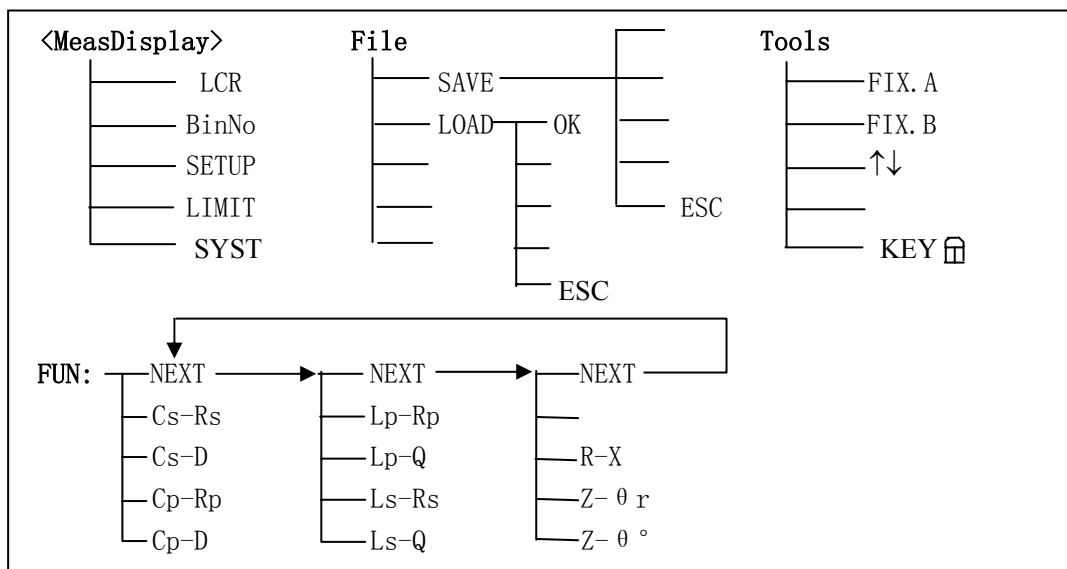 <MeasDisplay>
LCR
BinNo
SETUP
LIMIT
SYST
File
SAVE
LOAD
OK
ESC
ESC
Tools
FIX. A
FIX. B
↑↓
KEY
FUN:
NEXT
Cs-Rs
Cs-D
Cp-Rp
Cp-D
NEXT
Lp-Rp
Lp-Q
Ls-Rs
Ls-Q
NEXT
R-X
Z-θr
Z-θ°